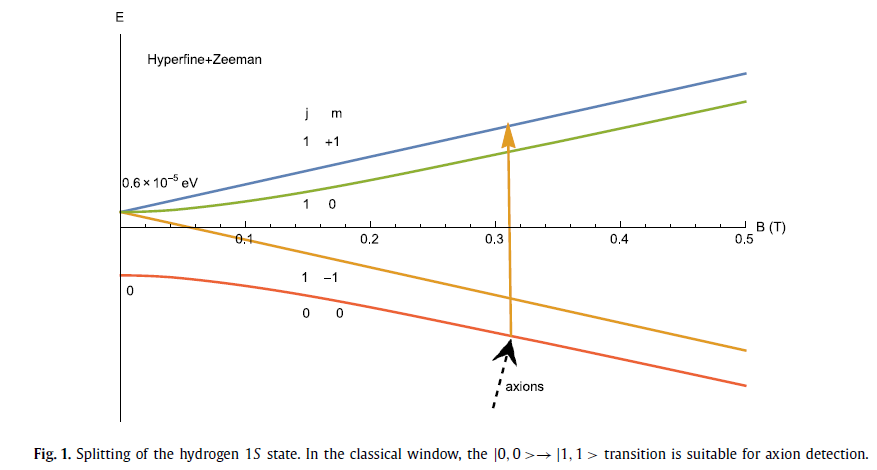 E
Hyperfine+Zeeman
j m
1 +1
0.6 × 10⁻⁵ eV
1 0
B (T)
0.1 0.2 0.3 0.4 0.5
1 −1
0
0 0
axions
Fig. 1. Splitting of the hydrogen 1S state. In the classical window, the |0, 0 >→ |1, 1 > transition is suitable for axion detection.